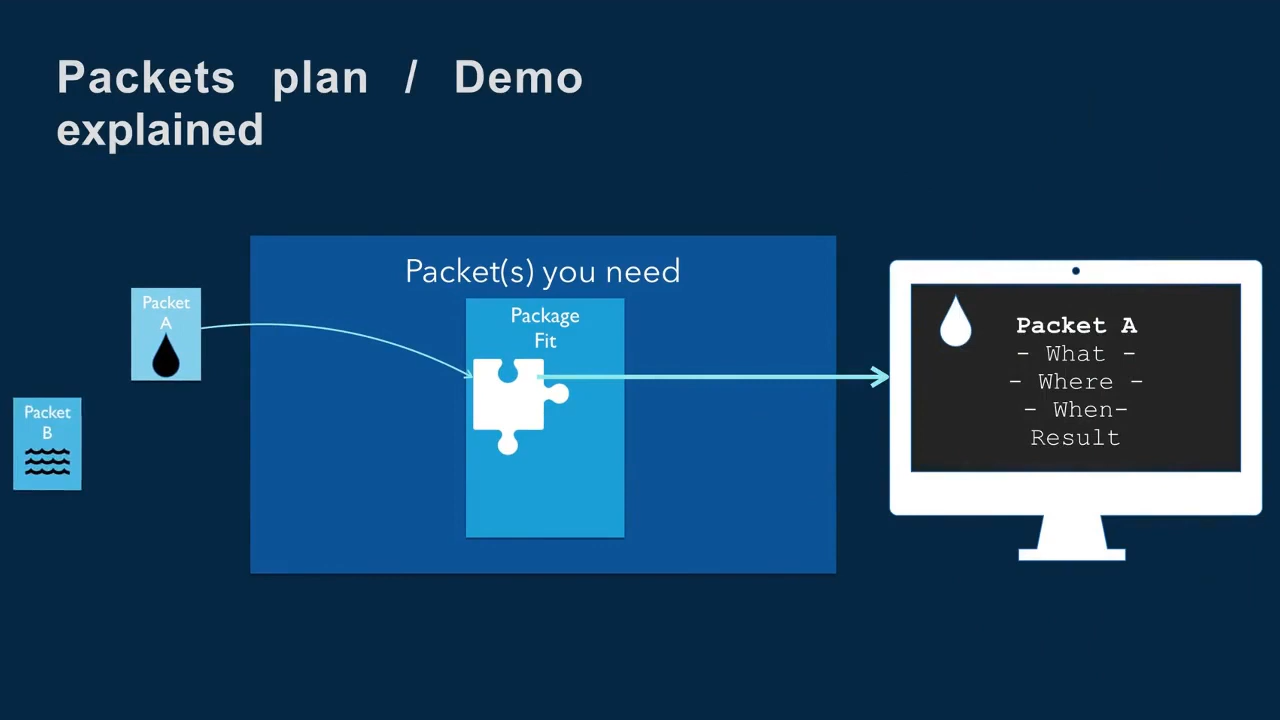 Packets plan / Demo
explained
Packet(s) you need
Packet
A
Package
Fit
Packet
B
Packet A
- What -
- Where -
- When-
Result